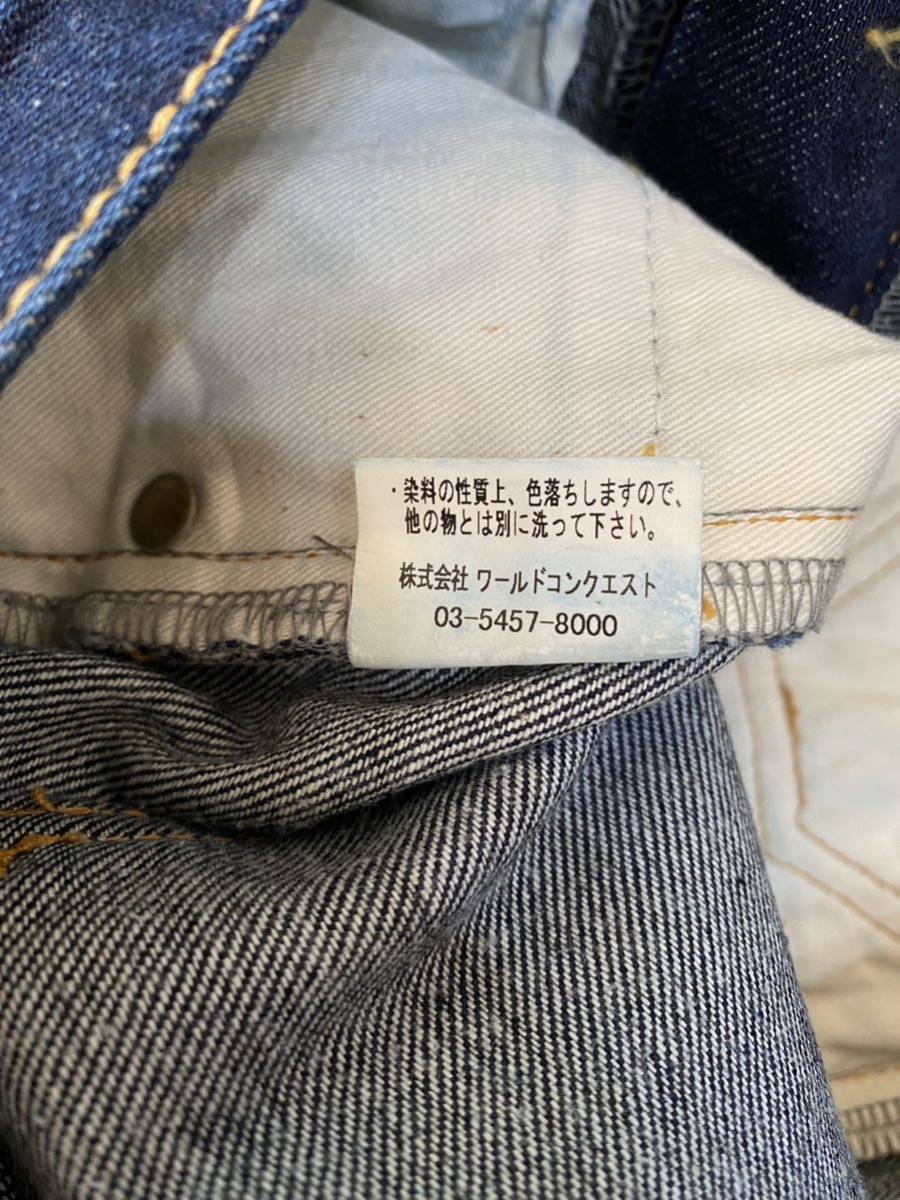 ・染料の性質上、色落ちしますので、
他の物とは別に洗って下さい。
株式会社 ワールドコンクエスト
03-5457-8000